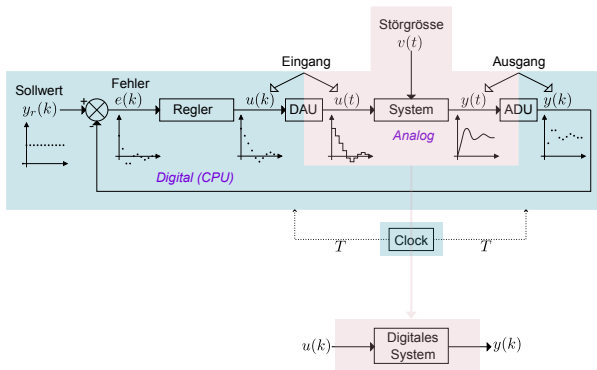 Störgrösse
v(t)
Eingang
Ausgang
Sollwert
Fehler
y_r(k)
+
-
e(k)
Regler
u(k)
DAU
u(t)
System
y(t)
ADU
y(k)
Analog
Digital (CPU)
T
Clock
T
u(k)
Digitales
System
y(k)